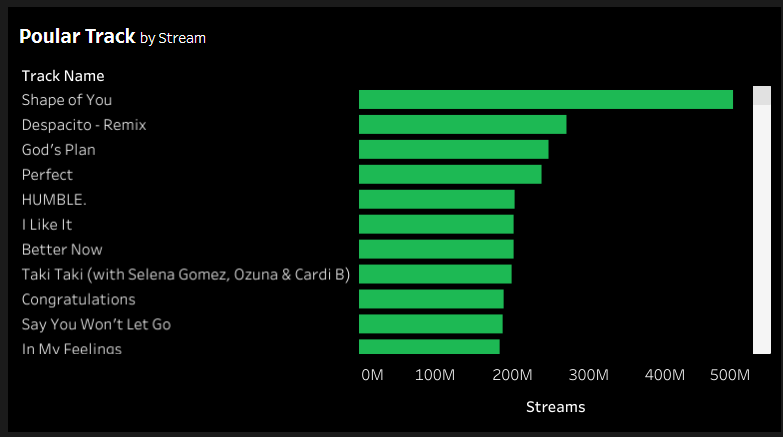 Poular Track by Stream
Track Name
Shape of You
Despacito - Remix
God's Plan
Perfect
HUMBLE.
I Like It
Better Now
Taki Taki (with Selena Gomez, Ozuna & Cardi B)
Congratulations
Say You Won't Let Go
In My Feelings
0M 100M 200M 300M 400M 500M
Streams